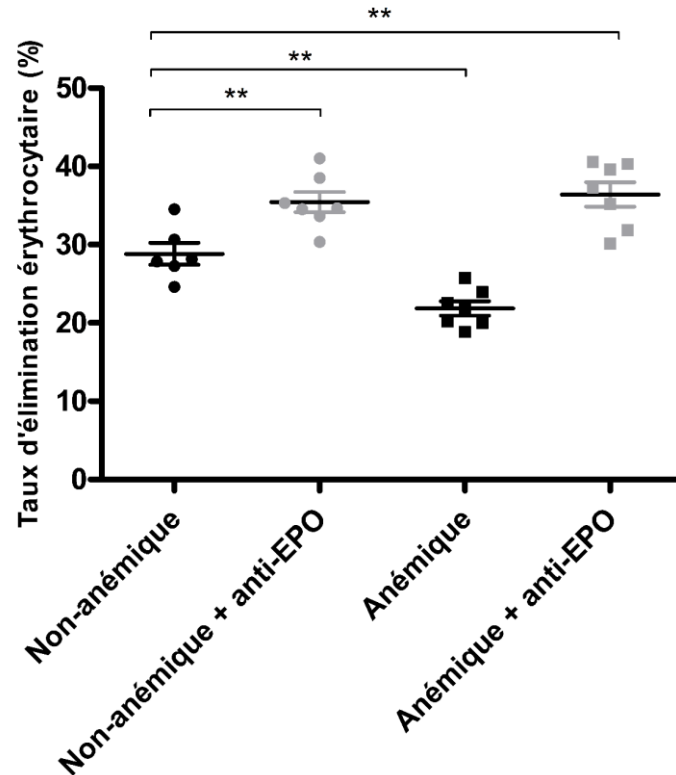 **
**
**
Taux d'élimination érythrocytaire (%)
50
40
30
20
10
0
Non-anémique
Non-anémique + anti-EPO
Anémique
Anémique + anti-EPO